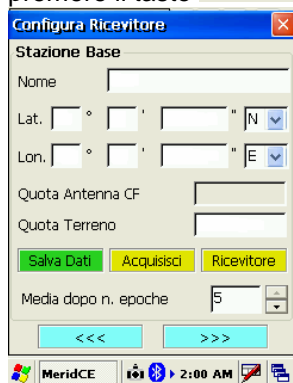 premere il tasto
Configura Ricevitore
Stazione Base
Nome
Lat. ° ' " N
Lon. ° ' " E
Quota Antenna CF
Quota Terreno
Salva Dati Acquisisci Ricevitore
Media dopo n. epoche 5
<<< >>>
MeridCE 2:00 AM